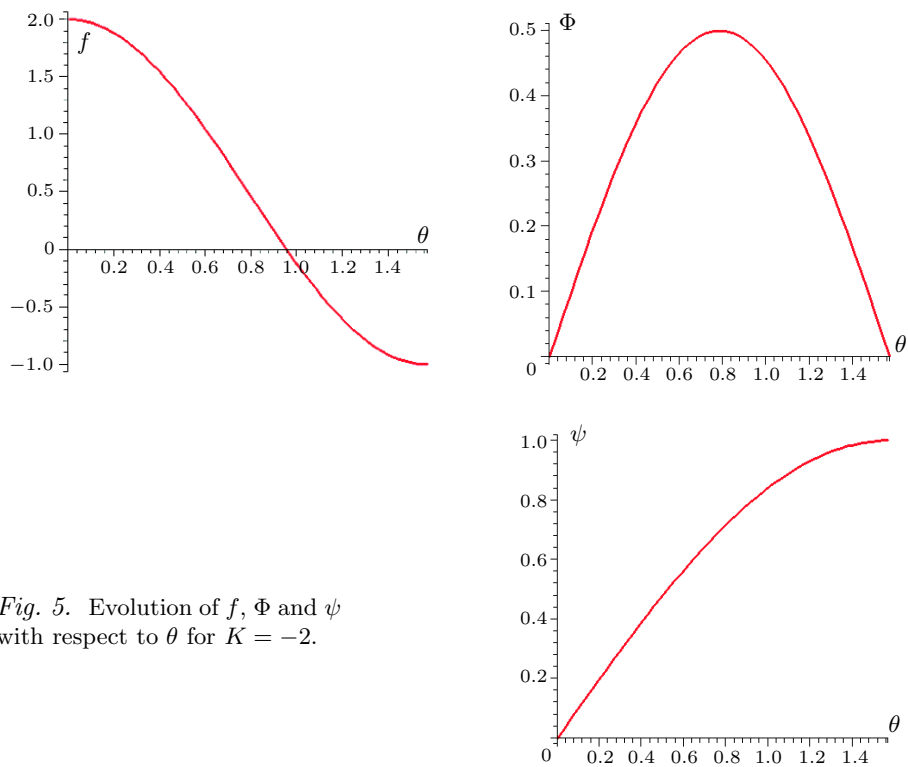 2.0
f
1.5
1.0
0.5
0
−0.5
−1.0
θ
0.2 0.4 0.6 0.8 1.0 1.2 1.4
Φ
0.5
0.4
0.3
0.2
0.1
0
θ
0.2 0.4 0.6 0.8 1.0 1.2 1.4
ψ
1.0
0.8
0.6
0.4
0.2
θ
0 0.2 0.4 0.6 0.8 1.0 1.2 1.4
Fig. 5. Evolution of f, Φ and ψ
with respect to θ for K = −2.